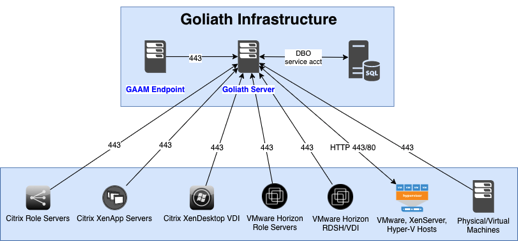 Goliath Infrastructure
443
DBO
service acct
SQL
GAAM Endpoint
Goliath Server
443
443
443
443
443
HTTP 443/80
443
Citrix Role Servers
Citrix XenApp Servers
Citrix XenDesktop VDI
VMware Horizon
Role Servers
VMware Horizon
RDSH/VDI
VMware, XenServer,
Hyper-V Hosts
Physical/Virtual
Machines